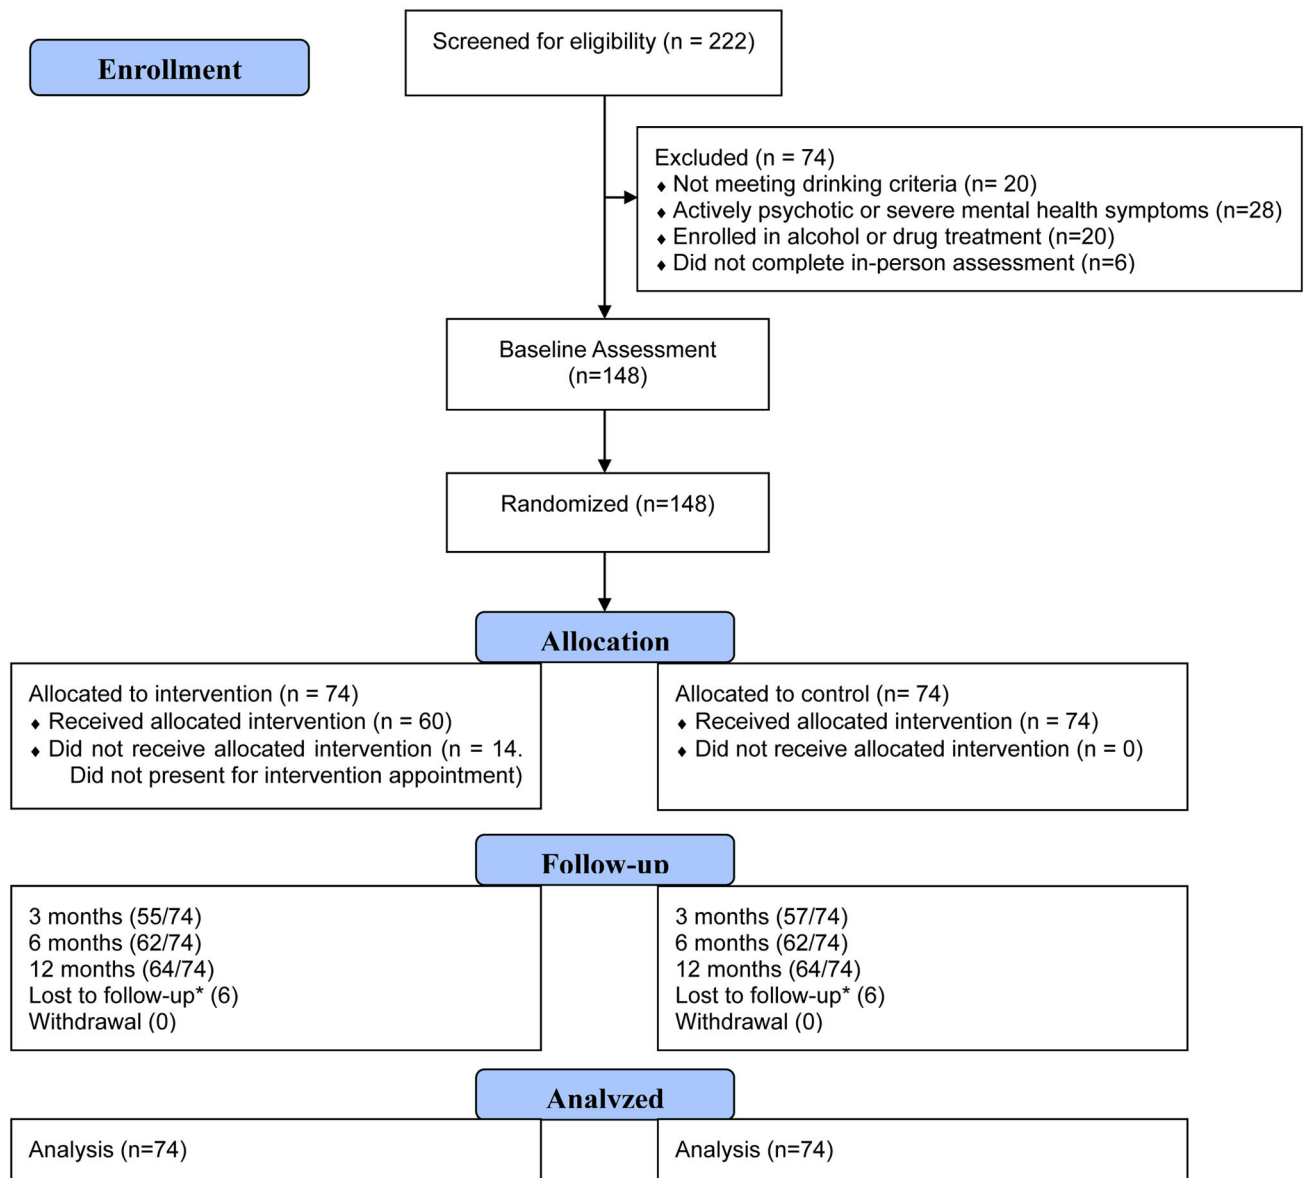 Enrollment
Screened for eligibility (n = 222)
Excluded (n = 74)
♦ Not meeting drinking criteria (n= 20)
♦ Actively psychotic or severe mental health symptoms (n=28)
♦ Enrolled in alcohol or drug treatment (n=20)
♦ Did not complete in-person assessment (n=6)
Baseline Assessment
(n=148)
Randomized (n=148)
Allocation
Allocated to intervention (n = 74)
♦ Received allocated intervention (n = 60)
♦ Did not receive allocated intervention (n = 14.
Did not present for intervention appointment)
Allocated to control (n= 74)
♦ Received allocated intervention (n = 74)
♦ Did not receive allocated intervention (n = 0)
Follow-up
3 months (55/74)
6 months (62/74)
12 months (64/74)
Lost to follow-up* (6)
Withdrawal (0)
3 months (57/74)
6 months (62/74)
12 months (64/74)
Lost to follow-up* (6)
Withdrawal (0)
Analyzed
Analysis (n=74)
Analysis (n=74)